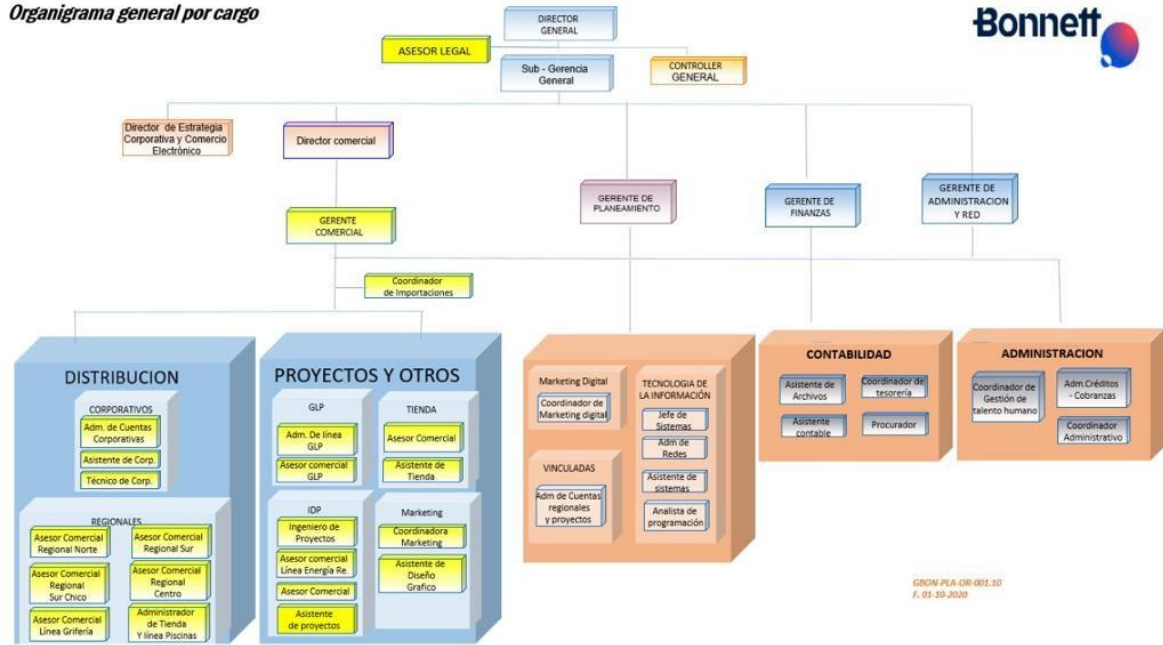 Organigrama general por cargo
Bonnett
DIRECTOR
GENERAL
ASESOR LEGAL
Sub - Gerencia
General
CONTROLLER
GENERAL
Director de Estrategia
Corporativa y Comercio
Electrónico
Director comercial
GERENTE DE
PLANEAMIENTO
GERENTE DE
FINANZAS
GERENTE DE
ADMINISTRACION
Y RED
GERENTE
COMERCIAL
Coordinador
de Importaciones
DISTRIBUCION
CORPORATIVOS
Adm. de Cuentas
Corporativas
Asistente de Corp.
Técnico de Corp.
REGIONALES
Asesor Comercial
Regional Norte
Asesor Comercial
Regional Sur
Asesor Comercial
Regional
Sur Chico
Asesor Comercial
Regional
Centro
Asesor Comercial
Línea Grifería
Administrador
de Tienda
Y línea Piscinas
PROYECTOS Y OTROS
GLP
Adm. De línea
GLP
Asesor comercial
GLP
TIENDA
Asesor Comercial
Asistente de
Tienda
IDP
Ingeniero de
Proyectos
Asesor comercial
Línea Energía Re.
Asesor Comercial
Asistente
de proyectos
Marketing
Coordinadora
Marketing
Asistente de
Diseño
Grafico
Marketing Digital
Coordinador de
Marketing digital
VINCULADAS
Adm de Cuentas
regionales
y proyectos
TECNOLOGIA DE
LA INFORMACIÓN
Jefe de
Sistemas
Adm de
Redes
Asistente de
sistemas
Analista de
programación
CONTABILIDAD
Asistente de
Archivos
Coordinador de
tesorería
Asistente
contable
Procurador
ADMINISTRACION
Coordinador de
Gestión de
talento humano
Adm.Créditos
- Cobranzas
Coordinador
Administrativo
GBON-PLA-OR-001.10
F. 01-10-2020